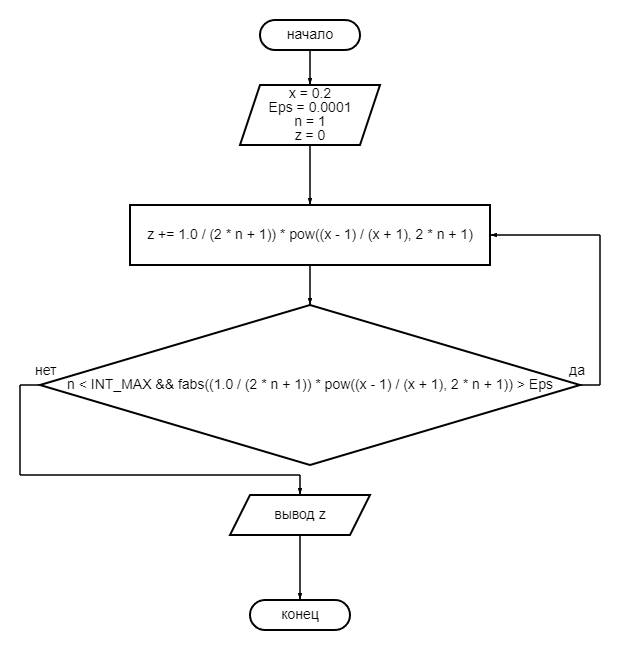 начало
x = 0.2
Eps = 0.0001
n = 1
z = 0
z += 1.0 / (2 * n + 1)) * pow((x - 1) / (x + 1), 2 * n + 1)
нет
да
n < INT_MAX && fabs((1.0 / (2 * n + 1)) * pow((x - 1) / (x + 1), 2 * n + 1)) > Eps
вывод z
конец